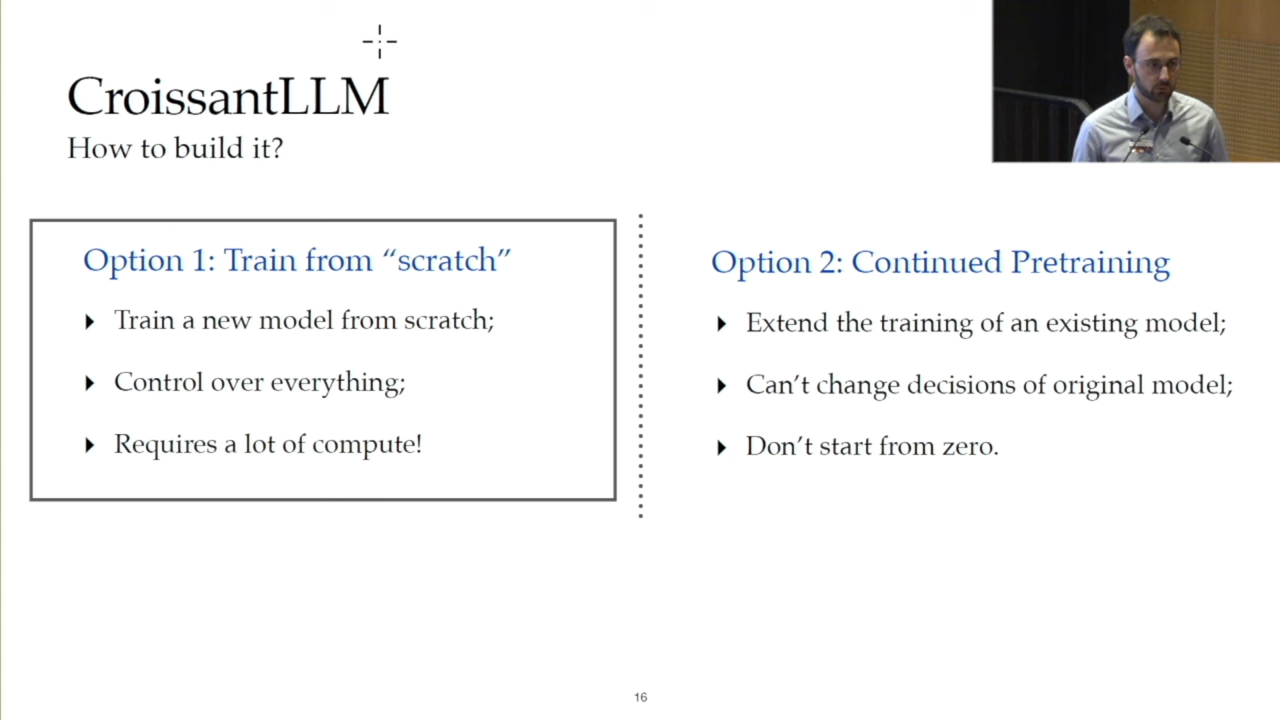 CroissantLLM
How to build it?
Option 1: Train from “scratch”
Train a new model from scratch;
Control over everything;
Requires a lot of compute!
Option 2: Continued Pretraining
Extend the training of an existing model;
Can’t change decisions of original model;
Don’t start from zero.
16